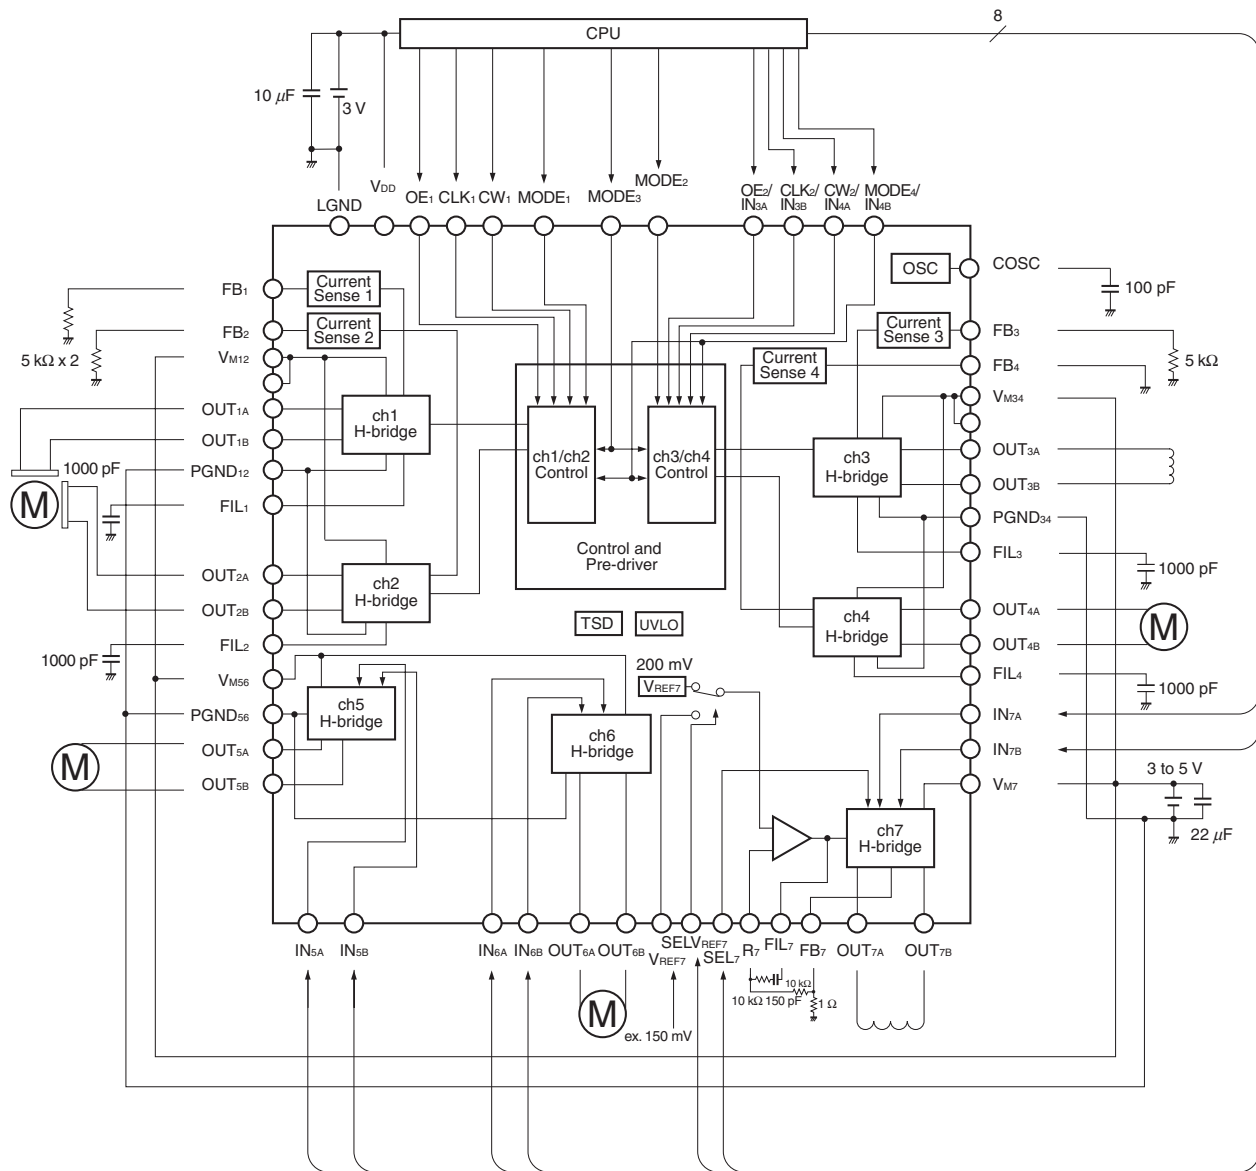 8
CPU
10 μF
3 V
VDD
LGND
OE1
CLK1
CW1
MODE1
MODE3
MODE2
OE2/
IN3A
CLK2/
IN3B
CW2/
IN4A
MODE4/
IN4B
FB1
Current
Sense 1
OSC
COSC
100 pF
FB2
Current
Sense 2
Current
Sense 3
FB3
5 kΩ x 2
VM12
Current
Sense 4
FB4
5 kΩ
OUT1A
ch1
H-bridge
VM34
OUT1B
ch1/ch2
Control
ch3/ch4
Control
ch3
H-bridge
OUT3A
1000 pF
PGND12
OUT3B
M
FIL1
PGND34
Control and
Pre-driver
FIL3
1000 pF
OUT2A
ch2
H-bridge
OUT2B
TSD
UVLO
ch4
H-bridge
OUT4A
M
OUT4B
FIL2
1000 pF
200 mV
VREF7
FIL4
1000 pF
VM56
ch5
H-bridge
PGND56
ch6
H-bridge
IN7A
OUT5A
M
IN7B
OUT5B
3 to 5 V
VM7
22 μF
ch7
H-bridge
IN5A
IN5B
IN6A
IN6B
OUT6A
OUT6B
VREF7
SELVREF7
SEL7
R7
FIL7
FB7
OUT7A
OUT7B
10 kΩ
10 kΩ 150 pF
1 Ω
M
ex. 150 mV